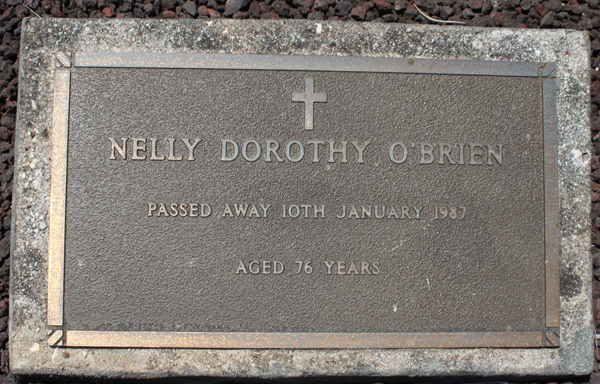 NELLY DOROTHY O'BRIEN
PASSED AWAY 10TH JANUARY 1987
AGED 76 YEARS